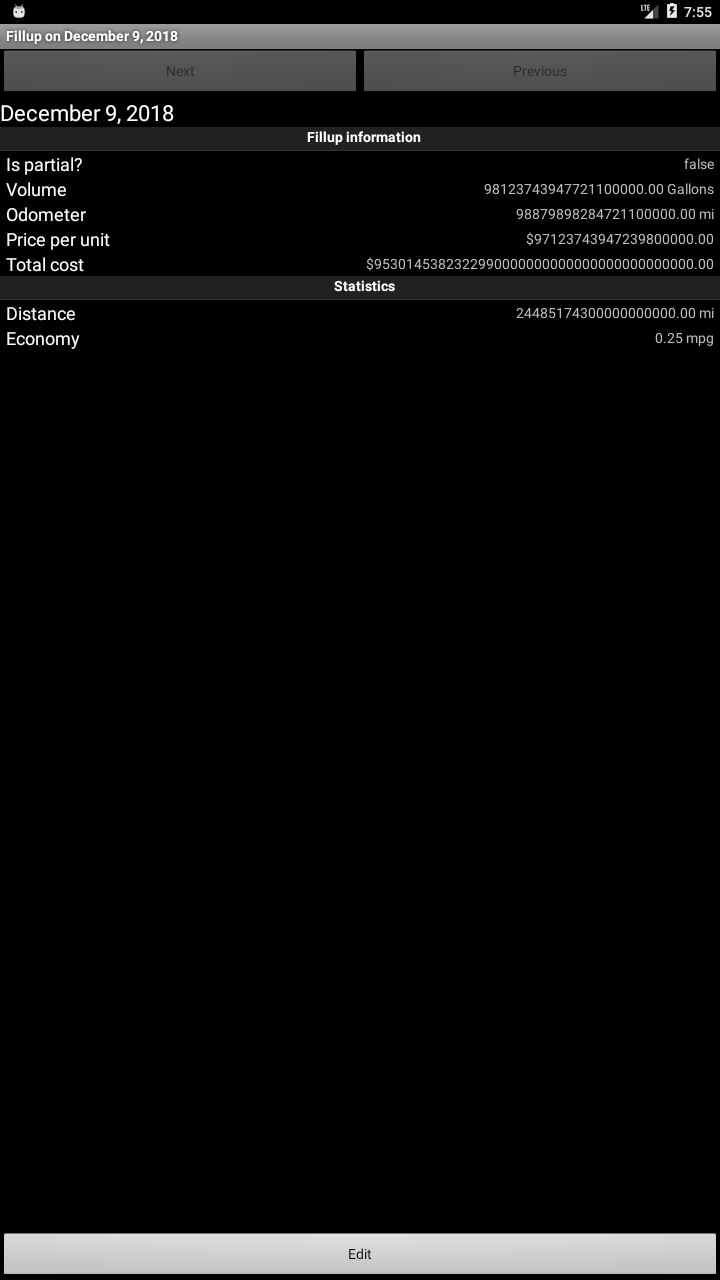 LTE 7:55
Fillup on December 9, 2018
Next Previous
December 9, 2018
Fillup information
Is partial? false
Volume 98123743947721100000.00 Gallons
Odometer 98879898284721100000.00 mi
Price per unit $97123743947239800000.00
Total cost $9530145382322990000000000000000000000000.00
Statistics
Distance 24485174300000000000.00 mi
Economy 0.25 mpg
Edit